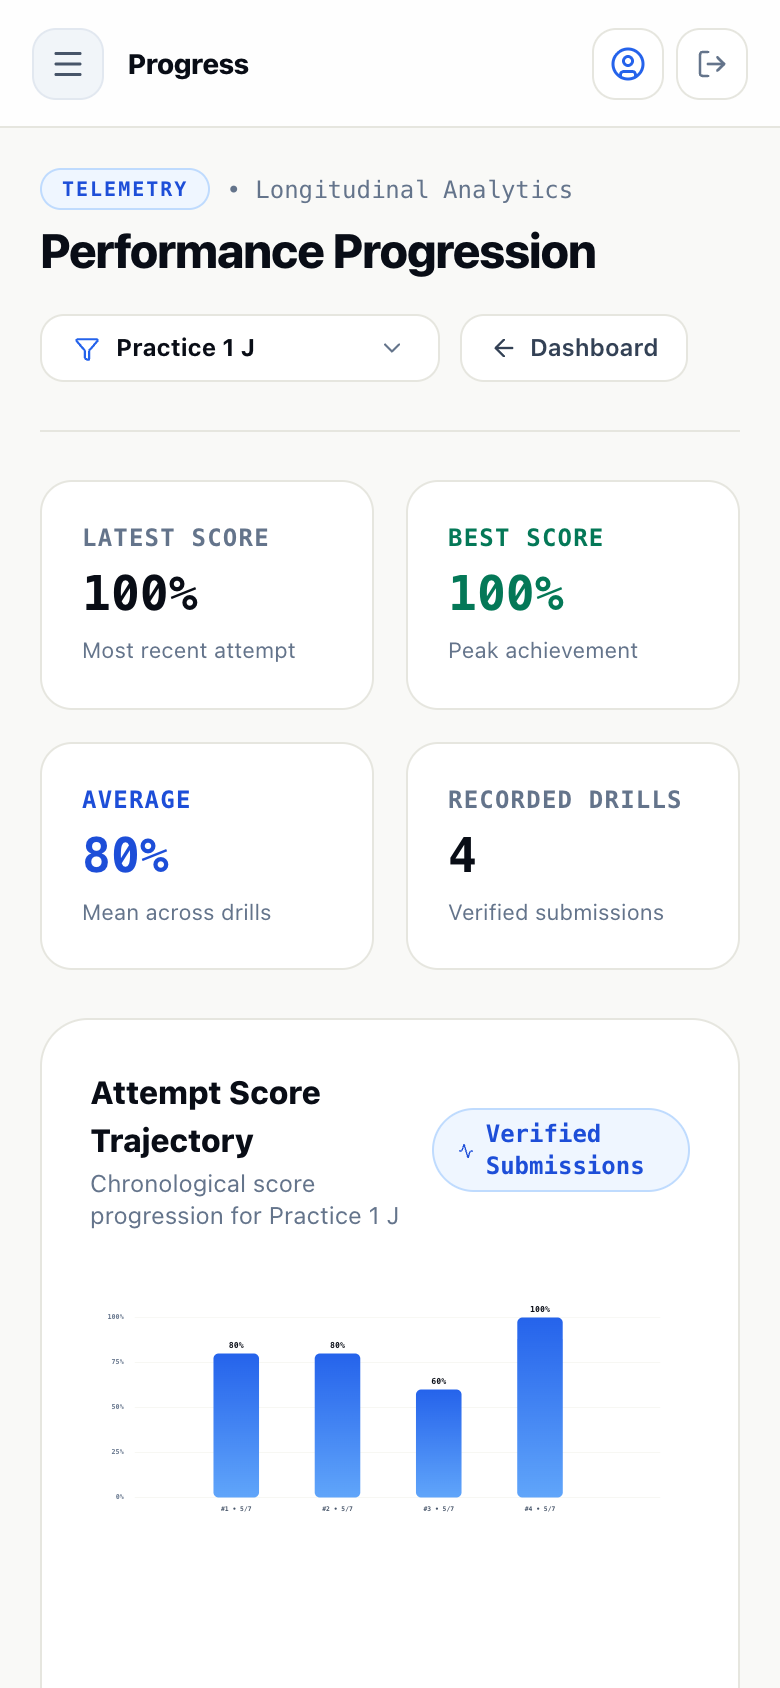 Progress
TELEMETRY • Longitudinal Analytics
Performance Progression
Practice 1 J
Dashboard
LATEST SCORE
100%
Most recent attempt
BEST SCORE
100%
Peak achievement
AVERAGE
80%
Mean across drills
RECORDED DRILLS
4
Verified submissions
Attempt Score
Trajectory
Chronological score
progression for Practice 1 J
Verified
Submissions
100%
75%
50%
25%
0%
80%
80%
60%
100%
#1 • 5/7
#2 • 5/7
#3 • 5/7
#4 • 5/7